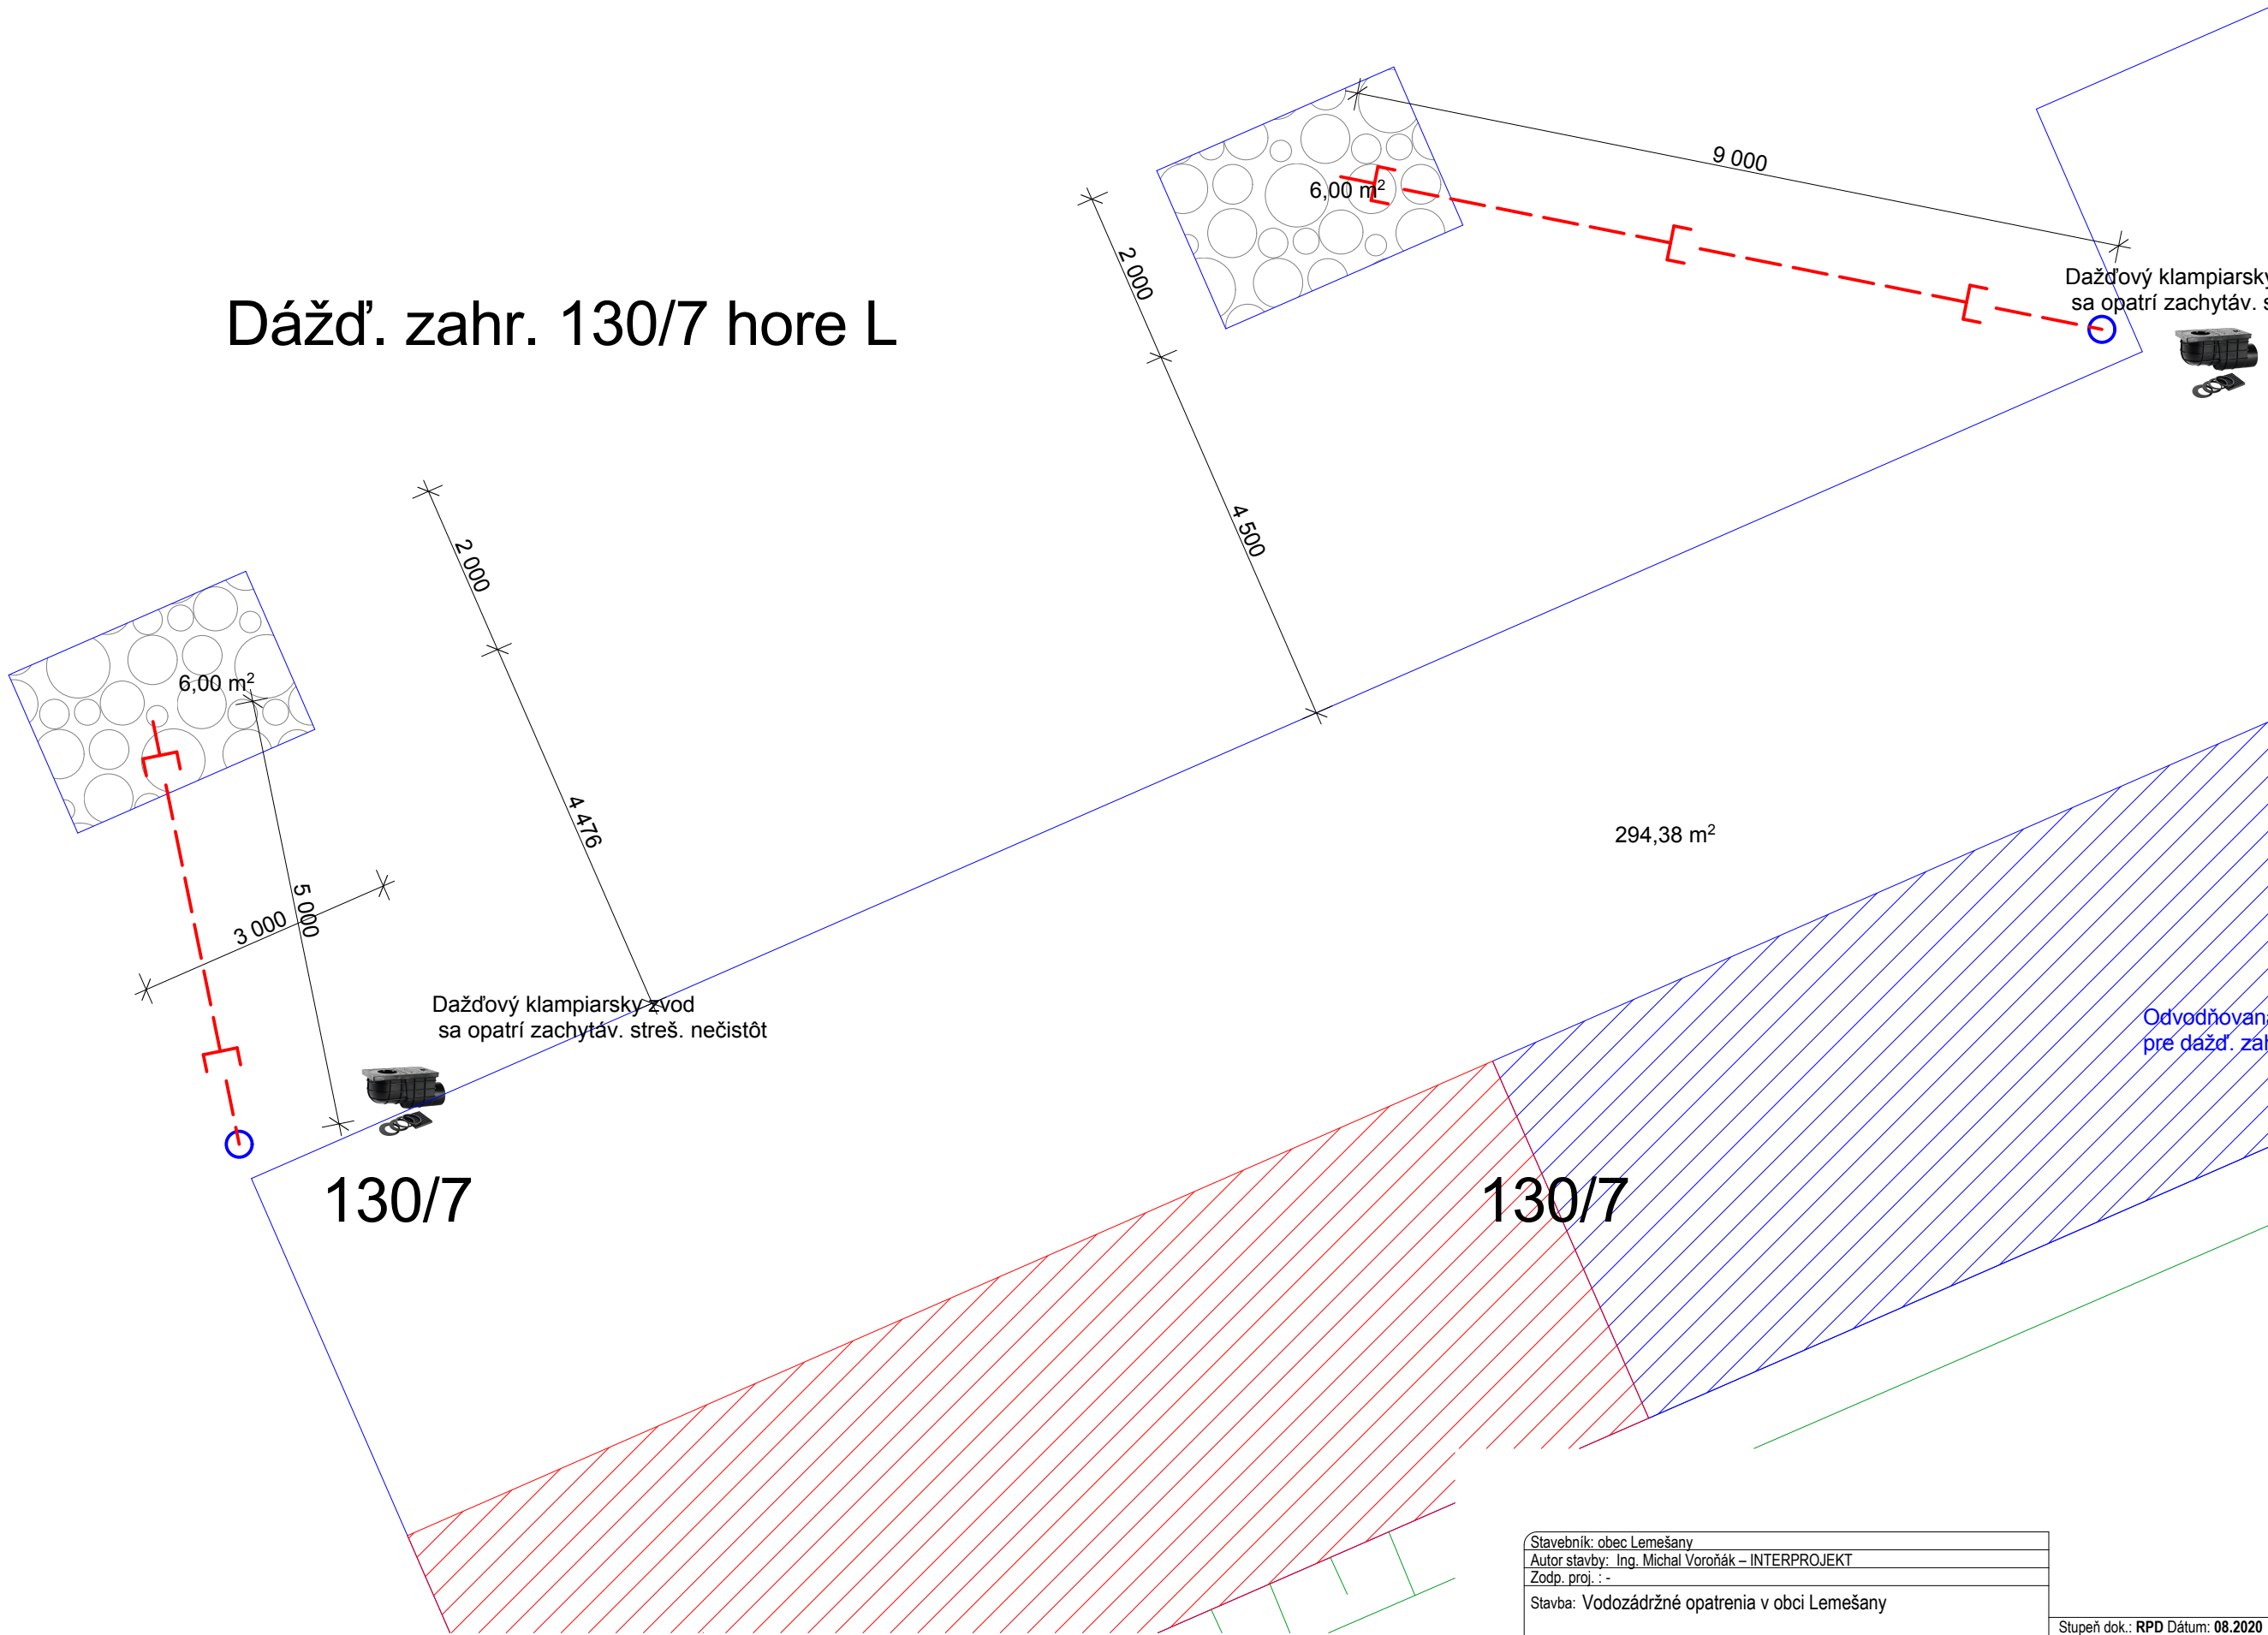 9 000
6,00 m²
2 000
Dažďový klampiarsky
sa opatrí zachytáv.
Dážď. zahr. 130/7 hore L
4 500
2 000
6,00 m²
4 476
294,38 m²
5 000
3 000
Dažďový klampiarsky zvod
sa opatrí zachytáv. streš. nečistôt
Odvodňovan
pre dažď. zah
130/7
130/7
Stavebník: obec Lemešany
Autor stavby: Ing. Michal Voroňák – INTERPROJEKT
Zodp. proj. : -
Stavba: Vodozádržné opatrenia v obci Lemešany
Stupeň dok.: RPD Dátum: 08.2020